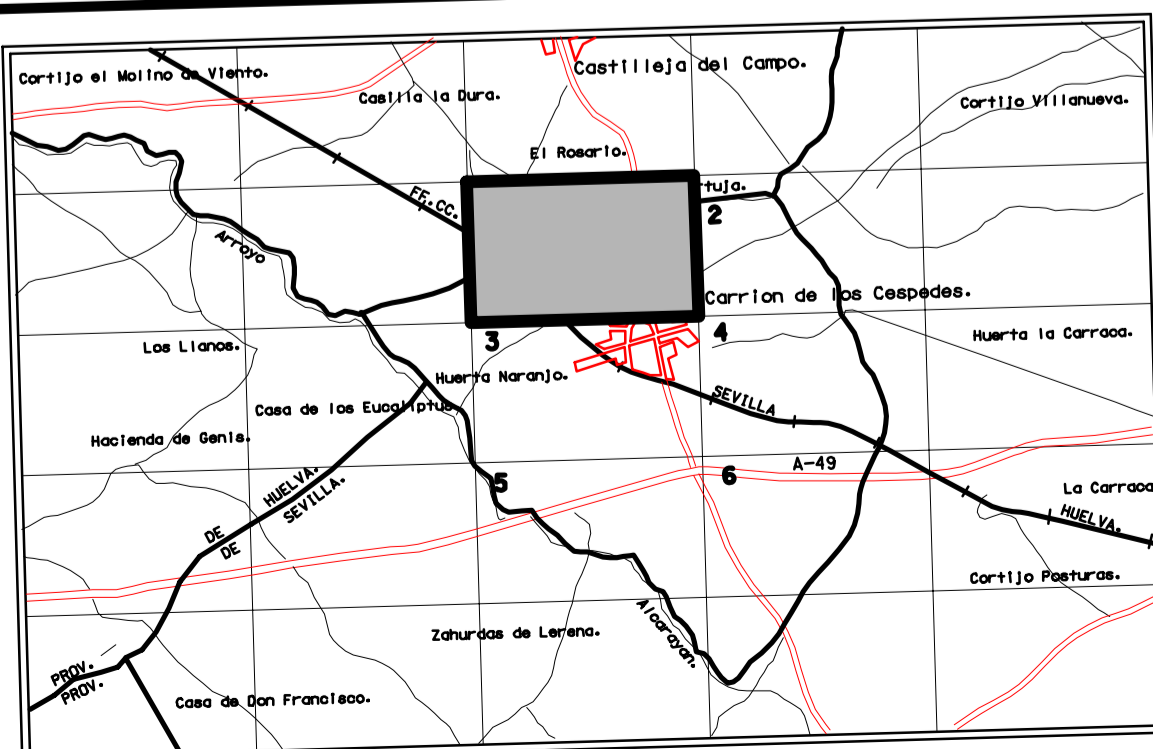 Cortijo el Molino de Viento.
Castilleja del Campo.
Casilla la Dura.
Cortijo Villanueva.
El Rosario.
FF.CC.
tuja.
2
Arroyo
Carrion de los Cespedes.
3
4
Huerta la Carraca.
Los Llanos.
Huerta Naranjo.
Casa de los Eucaliptus.
SEVILLA
Hacienda de Genis.
A-49
HUELVA.
SEVILLA.
5
6
La Carraca
HUELVA.
DE
DE
Cortijo Posturas.
Alcarayan.
Zahurdas de Lerena.
PROV.
PROV.
Casa de Don Francisco.